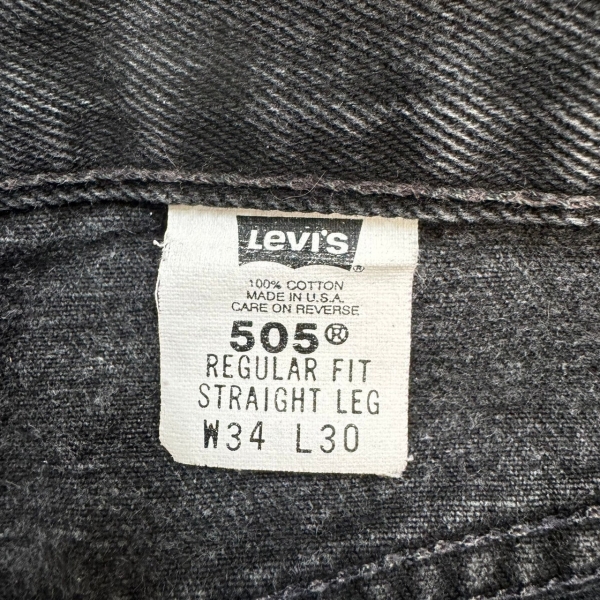 Levi's®
100% COTTON
MADE IN U.S.A.
CARE ON REVERSE
505®
REGULAR FIT
STRAIGHT LEG
W34 L30